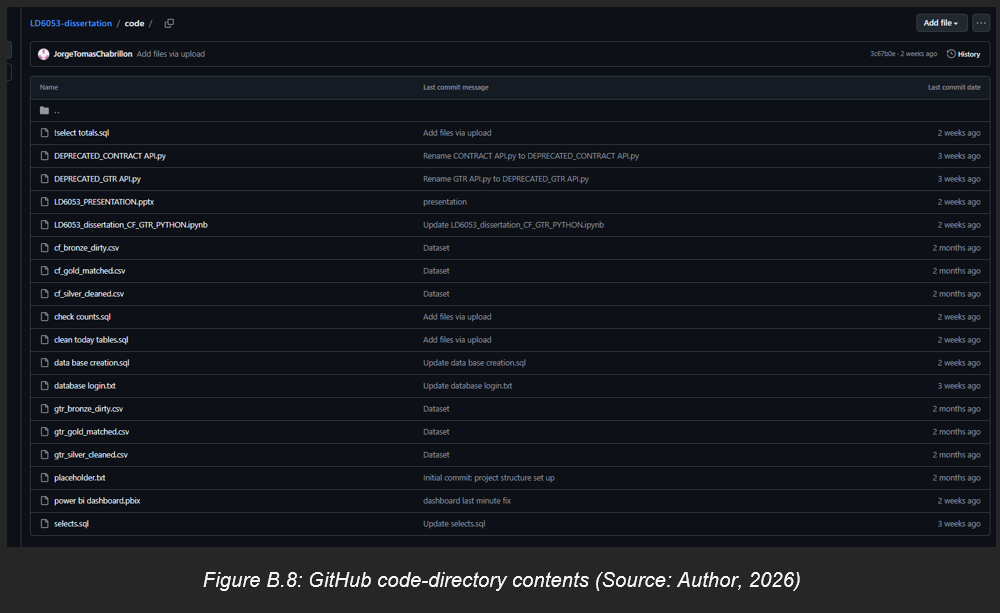 LD6053-dissertation / code /
Add file
JorgeTomasChabrillon Add files via upload 3c67b0e · 2 weeks ago History
Name Last commit message Last commit date
..
!select totals.sql Add files via upload 2 weeks ago
DEPRECATED_CONTRACT API.py Rename CONTRACT API.py to DEPRECATED_CONTRACT API.py 3 weeks ago
DEPRECATED_GTR API.py Rename GTR API.py to DEPRECATED_GTR API.py 3 weeks ago
LD6053_PRESENTATION.pptx presentation 2 weeks ago
LD6053_dissertation_CF_GTR_PYTHON.ipynb Update LD6053_dissertation_CF_GTR_PYTHON.ipynb 2 weeks ago
cf_bronze_dirty.csv Dataset 2 months ago
cf_gold_matched.csv Dataset 2 months ago
cf_silver_cleaned.csv Dataset 2 months ago
check counts.sql Add files via upload 2 weeks ago
clean today tables.sql Add files via upload 2 weeks ago
data base creation.sql Update data base creation.sql 2 weeks ago
database login.txt Update database login.txt 3 weeks ago
gtr_bronze_dirty.csv Dataset 2 months ago
gtr_gold_matched.csv Dataset 2 months ago
gtr_silver_cleaned.csv Dataset 2 months ago
placeholder.txt Initial commit: project structure set up 2 months ago
power bi dashboard.pbix dashboard last minute fix 2 weeks ago
selects.sql Update selects.sql 3 weeks ago
Figure B.8: GitHub code-directory contents (Source: Author, 2026)